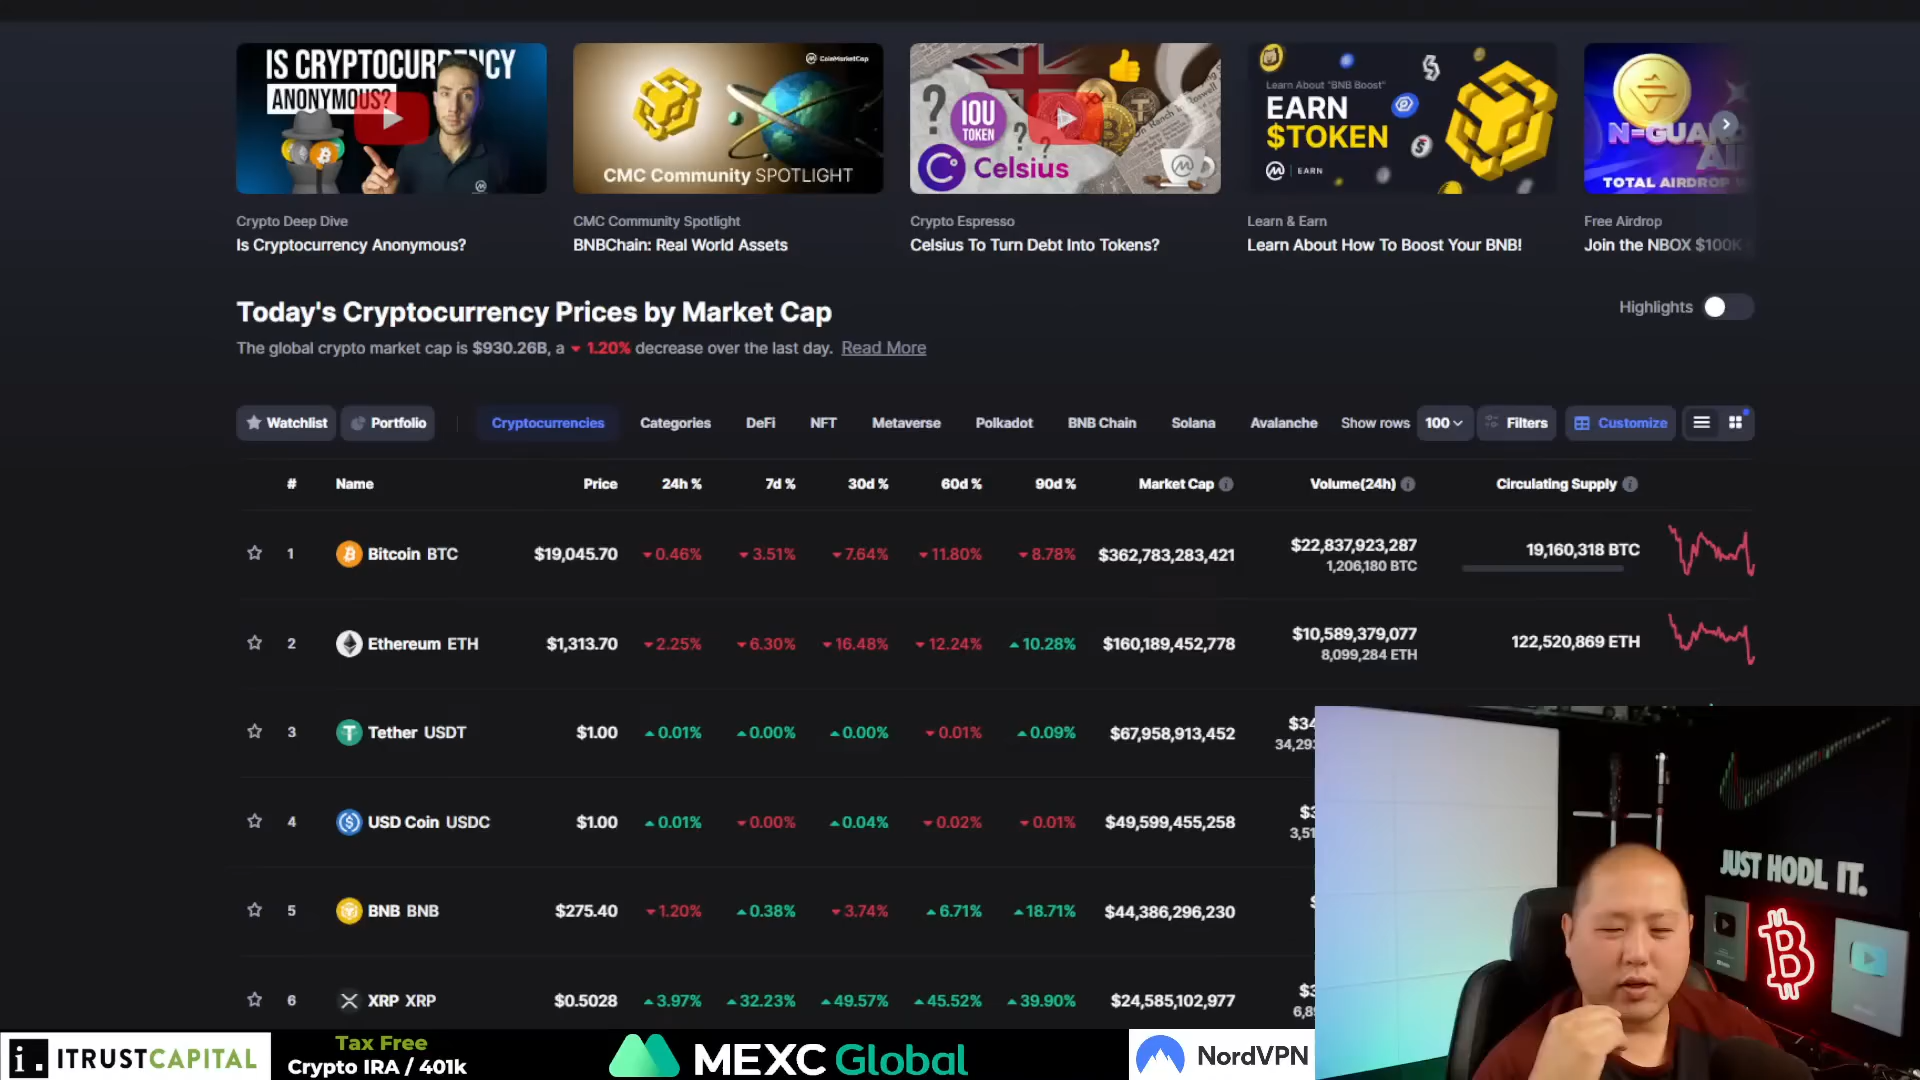 IS CRYPTOCURRENCY
ANONYMOUS?
CoinMarketCap
CMC Community SPOTLIGHT
IOU
TOKEN
Celsius
Learn About "BNB Boost"
EARN
$TOKEN
EARN
TOTAL AIRDROP
Crypto Deep Dive
Is Cryptocurrency Anonymous?
CMC Community Spotlight
BNBChain: Real World Assets
Crypto Espresso
Celsius To Turn Debt Into Tokens?
Learn & Earn
Learn About How To Boost Your BNB!
Free Airdrop
Join the NBOX $100K
Today's Cryptocurrency Prices by Market Cap
Highlights
The global crypto market cap is $930.26B, a 1.20% decrease over the last day. Read More
Watchlist Portfolio Cryptocurrencies Categories DeFi NFT Metaverse Polkadot BNB Chain Solana Avalanche Show rows 100 Filters Customize
# Name Price 24h % 7d % 30d % 60d % 90d % Market Cap Volume(24h) Circulating Supply
1 Bitcoin BTC $19,045.70 0.46% 3.51% 7.64% 11.80% 8.78% $362,783,283,421 $22,837,923,287 19,160,318 BTC
1,206,180 BTC
2 Ethereum ETH $1,313.70 2.25% 6.30% 16.48% 12.24% 10.28% $160,189,452,778 $10,589,379,077 122,520,869 ETH
8,099,284 ETH
3 Tether USDT $1.00 0.01% 0.00% 0.00% 0.01% 0.09% $67,958,913,452 $34
34,293
4 USD Coin USDC $1.00 0.01% 0.00% 0.04% 0.02% 0.01% $49,599,455,258
3,51
5 BNB BNB $275.40 1.20% 0.38% 3.74% 6.71% 18.71% $44,386,296,230
6 XRP XRP $0.5028 3.97% 32.23% 49.57% 45.52% 39.90% $24,585,102,977
JUST HODL IT.
i. ITRUSTCAPITAL
Tax Free
Crypto IRA / 401k
MEXC Global
NordVPN